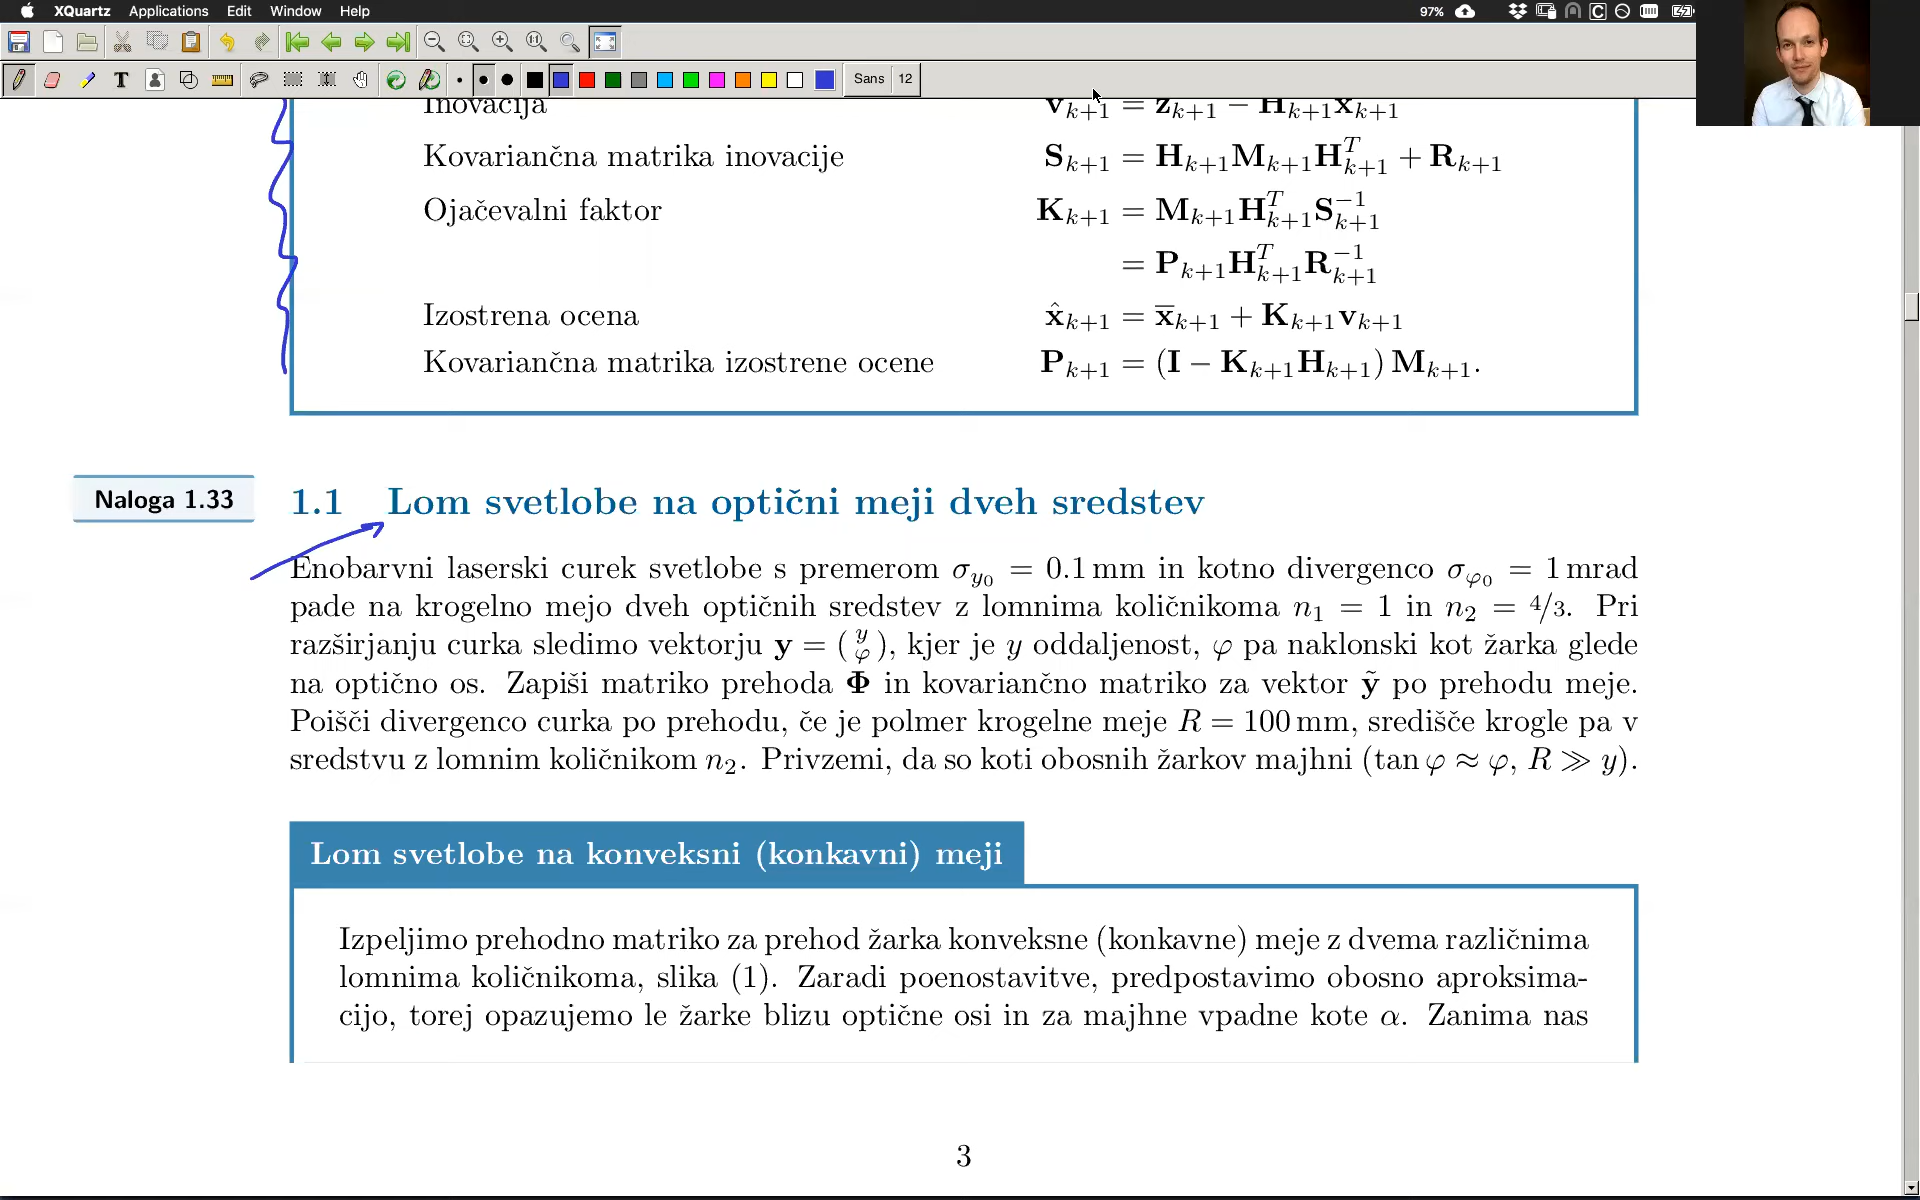 XQuartz Applications Edit Window Help
97%
Sans 12
Inovacija v_{k+1} = z_{k+1} − H_{k+1}x̄_{k+1}
Kovariančna matrika inovacije S_{k+1} = H_{k+1}M_{k+1}H^T_{k+1} + R_{k+1}
Ojačevalni faktor K_{k+1} = M_{k+1}H^T_{k+1}S^{−1}_{k+1}
= P_{k+1}H^T_{k+1}R^{−1}_{k+1}
Izostrena ocena x̂_{k+1} = x̄_{k+1} + K_{k+1}v_{k+1}
Kovariančna matrika izostrene ocene P_{k+1} = (I − K_{k+1}H_{k+1}) M_{k+1}.
Naloga 1.33
1.1 Lom svetlobe na optični meji dveh sredstev
Enobarvni laserski curek svetlobe s premerom σ_{y₀} = 0.1 mm in kotno divergenco σ_{φ₀} = 1 mrad
pade na krogelno mejo dveh optičnih sredstev z lomnima količnikoma n₁ = 1 in n₂ = 4/3. Pri
razširjanju curka sledimo vektorju y = (y φ), kjer je y oddaljenost, φ pa naklonski kot žarka glede
na optično os. Zapiši matriko prehoda Φ in kovariančno matriko za vektor ỹ po prehodu meje.
Poišči divergenco curka po prehodu, če je polmer krogelne meje R = 100 mm, središče krogle pa v
sredstvu z lomnim količnikom n₂. Privzemi, da so koti obosnih žarkov majhni (tan φ ≈ φ, R ≫ y).
Lom svetlobe na konveksni (konkavni) meji
Izpeljimo prehodno matriko za prehod žarka konveksne (konkavne) meje z dvema različnima
lomnima količnikoma, slika (1). Zaradi poenostavitve, predpostavimo obosno aproksima-
cijo, torej opazujemo le žarke blizu optične osi in za majhne vpadne kote α. Zanima nas
3